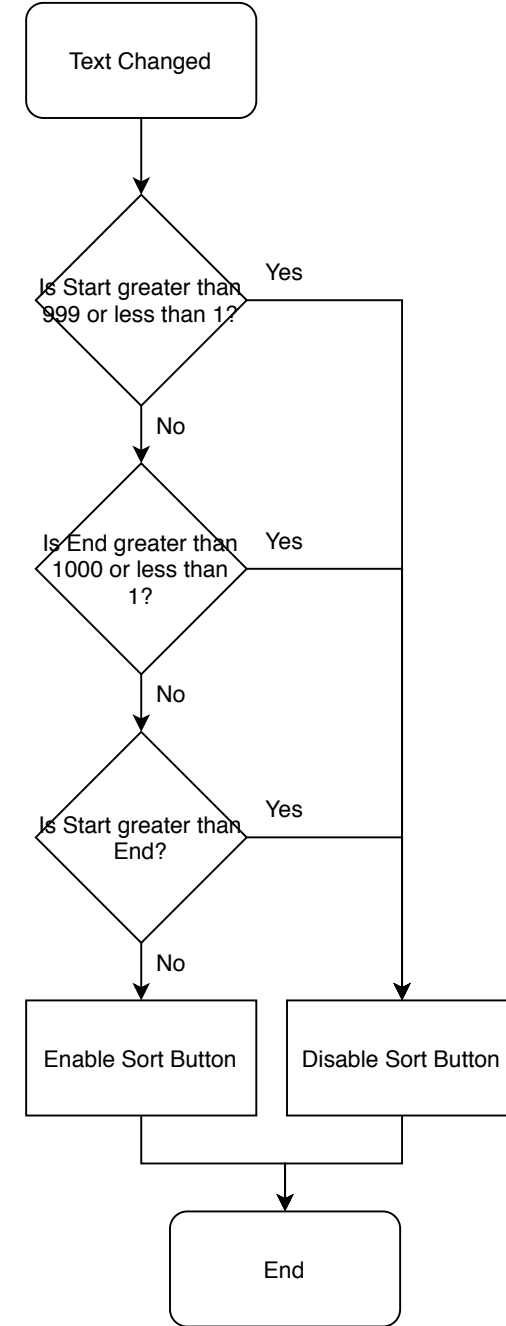 Text Changed
Is Start greater than
999 or less than 1?
Yes
No
Is End greater than
1000 or less than
1?
Yes
No
Is Start greater than
End?
Yes
No
Enable Sort Button
Disable Sort Button
End